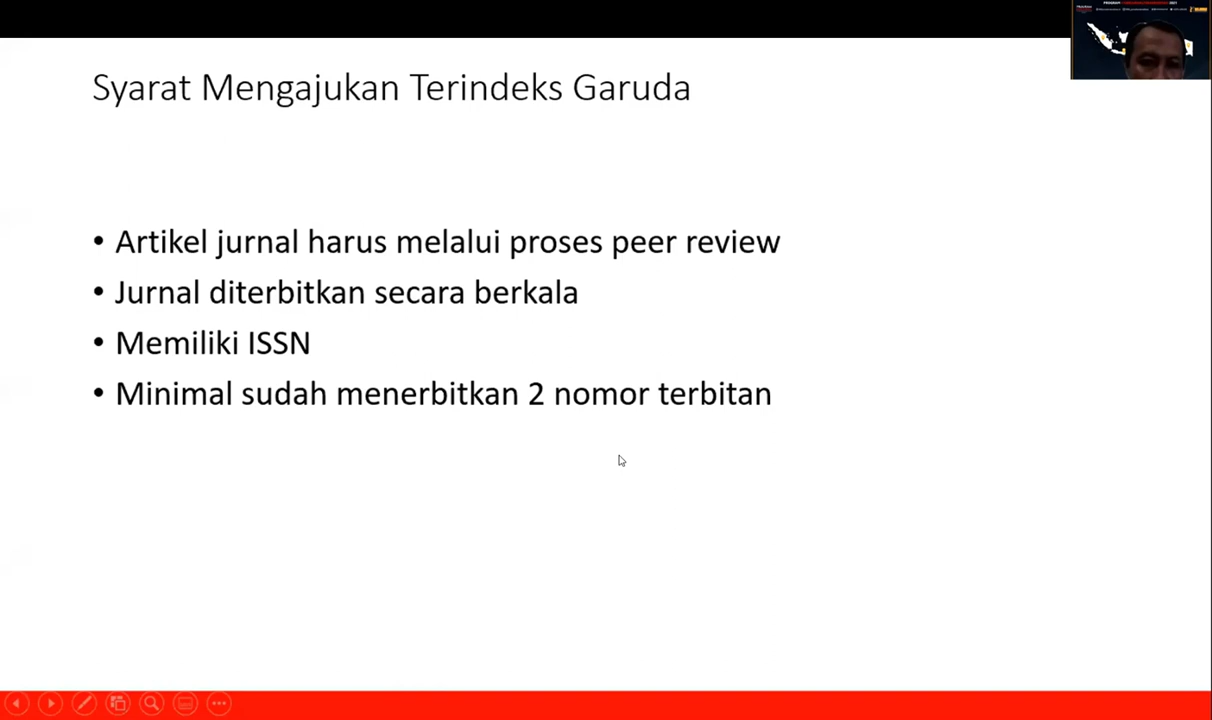 Syarat Mengajukan Terindeks Garuda
• Artikel jurnal harus melalui proses peer review
• Jurnal diterbitkan secara berkala
• Memiliki ISSN
• Minimal sudah menerbitkan 2 nomor terbitan